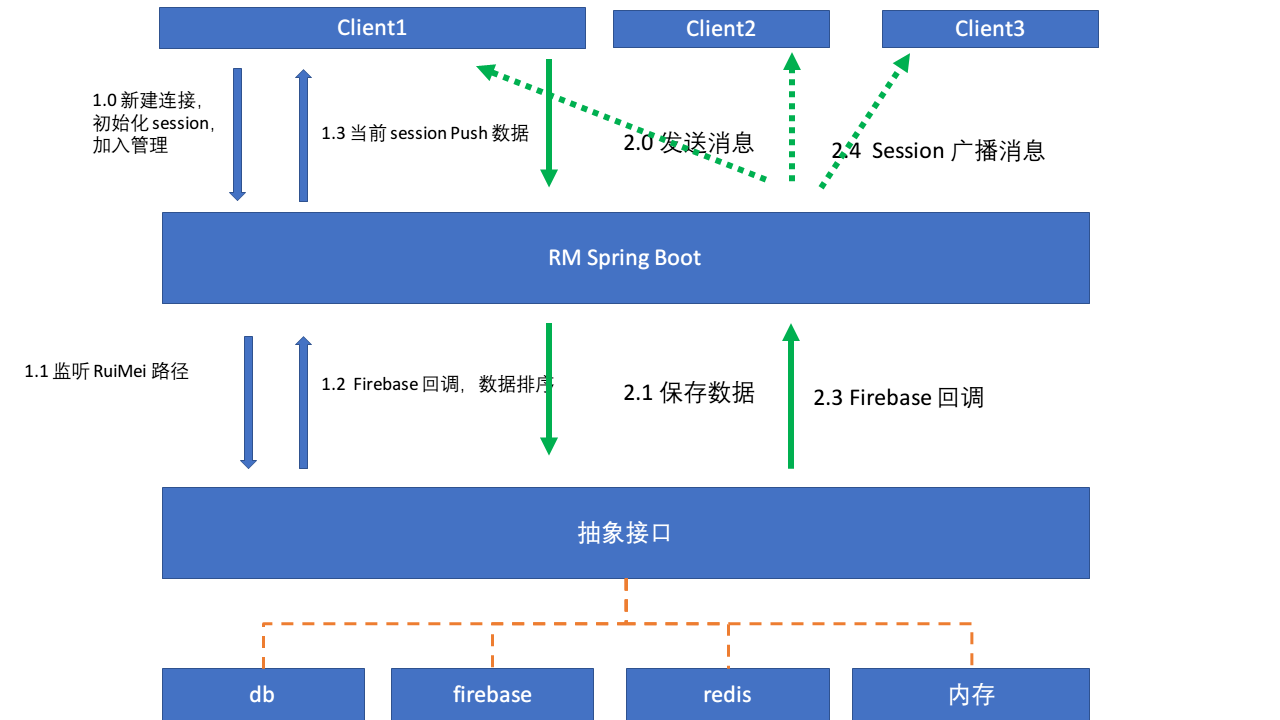 Client1
Client2
Client3
1.0 新建连接，
初始化 session，
加入管理
1.3 当前 session Push 数据
2.0 发送消息
2.4 Session 广播消息
RM Spring Boot
1.1 监听 RuiMei 路径
1.2 Firebase 回调，数据排序
2.1 保存数据
2.3 Firebase 回调
抽象接口
db
firebase
redis
内存